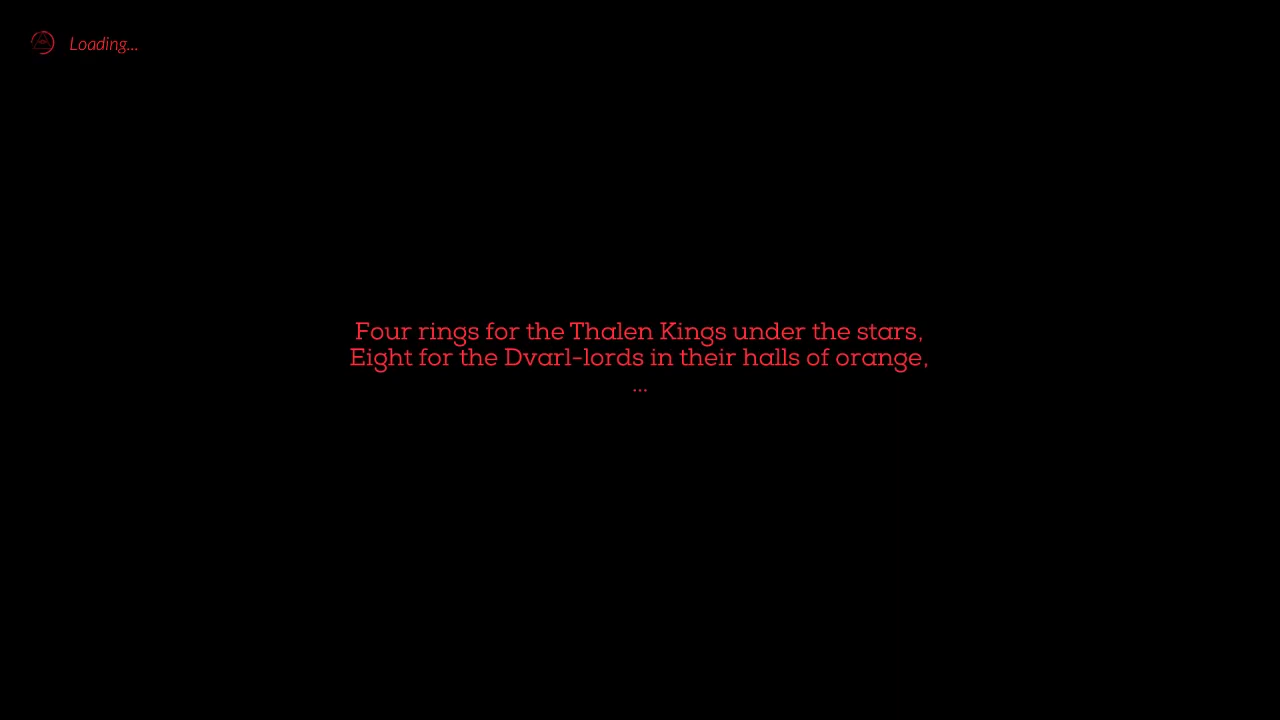 Loading...
Four rings for the Thalen Kings under the stars,
Eight for the Dvarl-lords in their halls of orange,
...